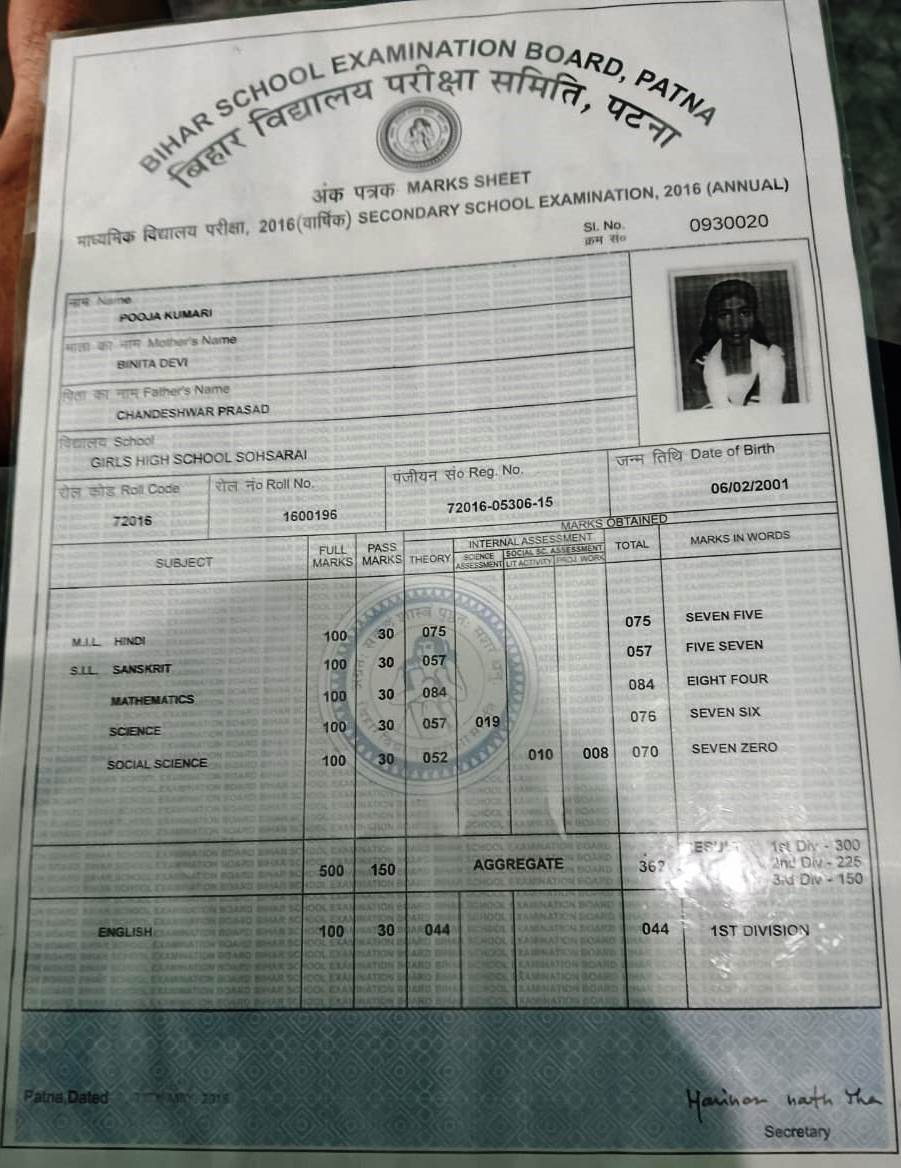 BIHAR SCHOOL EXAMINATION BOARD, PATNA
बिहार विद्यालय परीक्षा समिति, पटना
अंक पत्रक MARKS SHEET
माध्यमिक विद्यालय परीक्षा, 2016(वार्षिक) SECONDARY SCHOOL EXAMINATION, 2016 (ANNUAL)
Sl. No. 0930020
क्रम सं०
नाम Name
POOJA KUMARI
माता का नाम Mother's Name
BINITA DEVI
पिता का नाम Father's Name
CHANDESHWAR PRASAD
विद्यालय School
GIRLS HIGH SCHOOL SOHSARAI
रोल कोड Roll Code रोल नं० Roll No. पंजीयन सं० Reg. No. जन्म तिथि Date of Birth
72016 1600196 72016-05306-15 06/02/2001
MARKS OBTAINED
SUBJECT FULL MARKS PASS MARKS THEORY INTERNAL ASSESSMENT TOTAL MARKS IN WORDS
SCIENCE ASSESSMENT SOCIAL SC. ASSESSMENT
LIT ACTIVITY PROJ. WORK
M.I.L. HINDI 100 30 075 075 SEVEN FIVE
S.I.L. SANSKRIT 100 30 057 057 FIVE SEVEN
MATHEMATICS 100 30 084 084 EIGHT FOUR
SCIENCE 100 30 057 019 076 SEVEN SIX
SOCIAL SCIENCE 100 30 052 010 008 070 SEVEN ZERO
500 150 AGGREGATE 362 RESULT 1st Div - 300
2nd Div - 225
3rd Div - 150
ENGLISH 100 30 044 044 1ST DIVISION
Patna,Dated MAY, 2016
Harihar nath Jha
Secretary